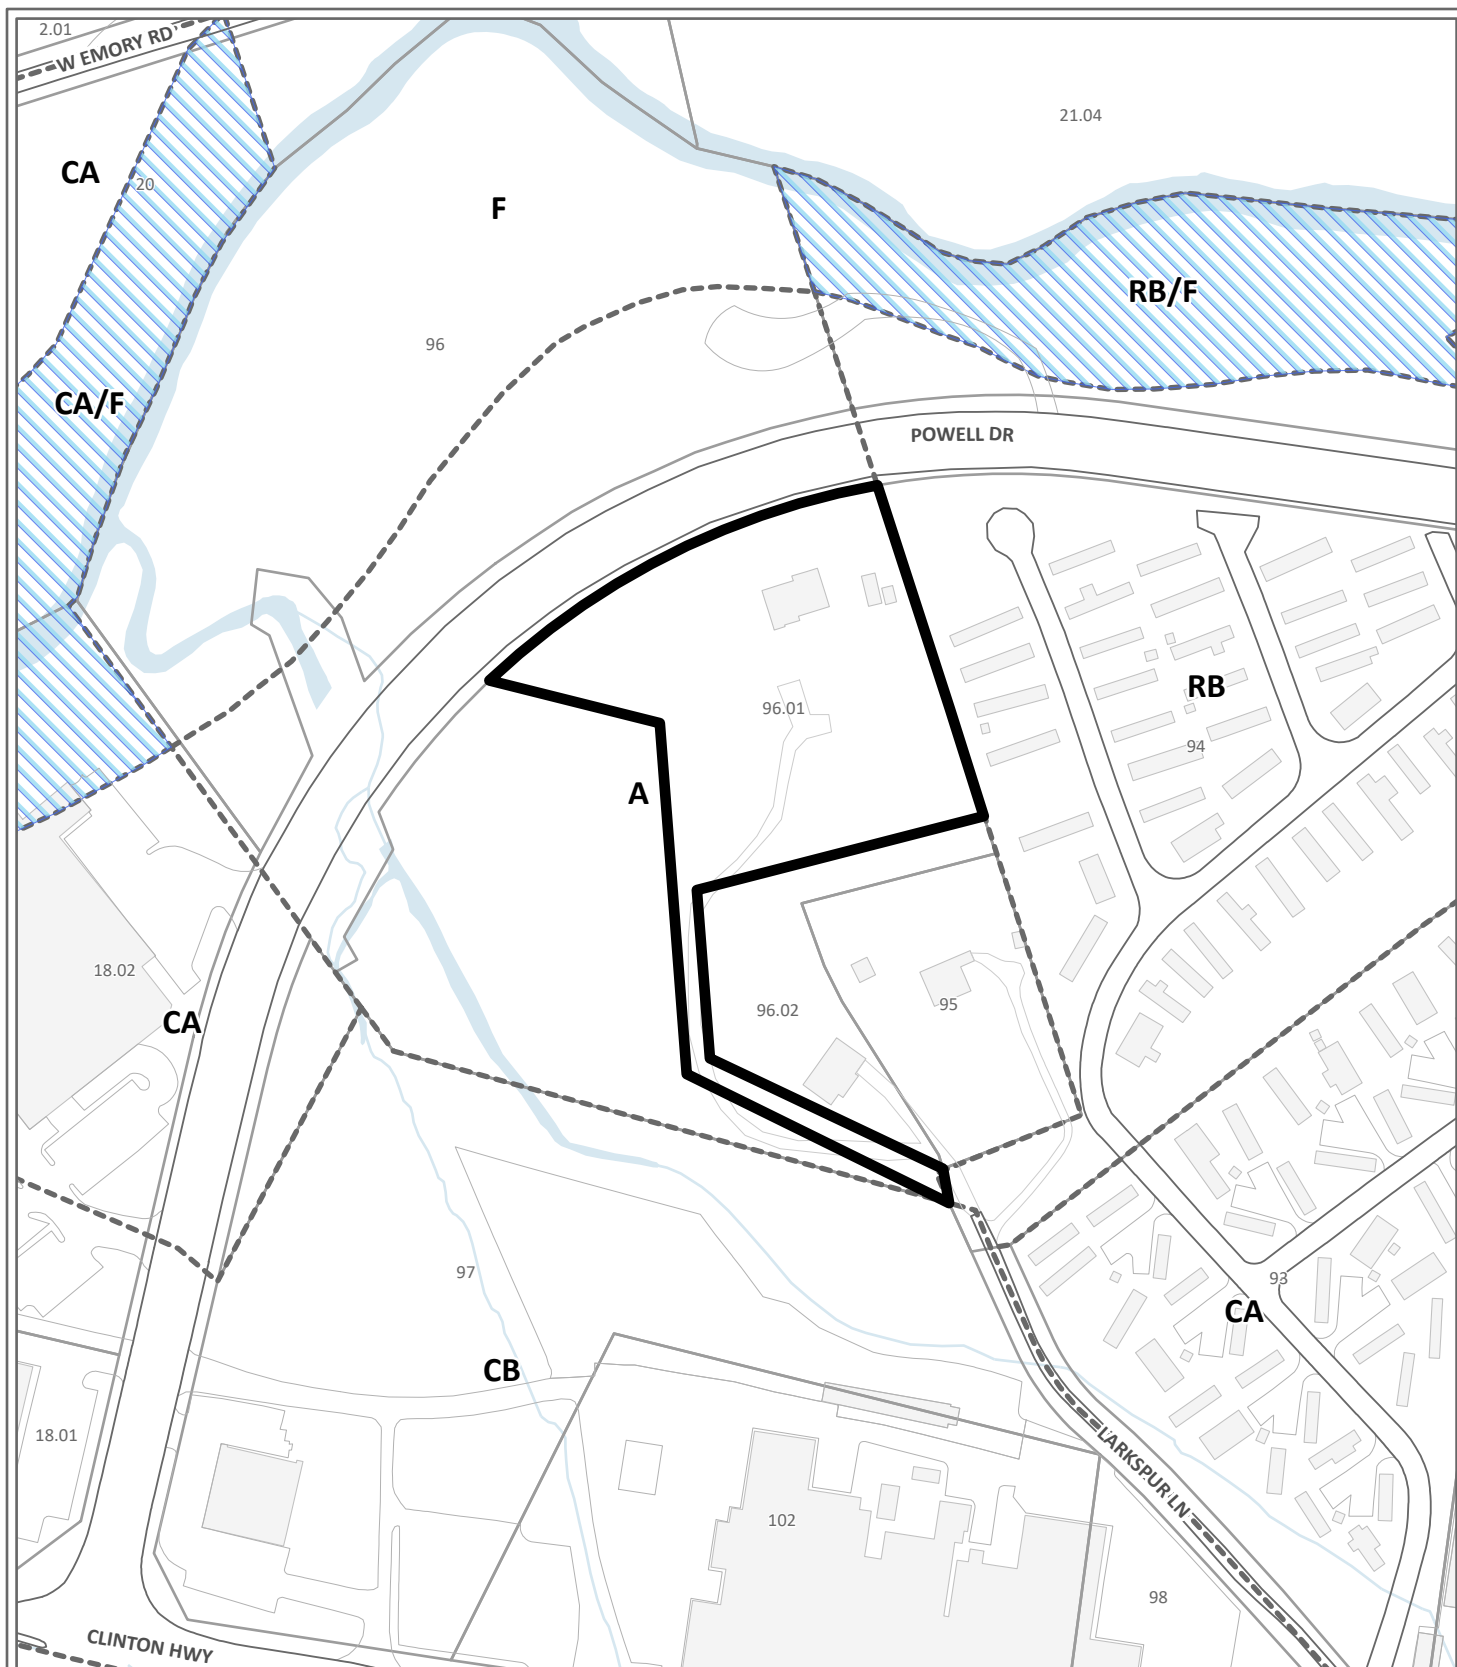 2.01
W EMORY RD
21.04
CA
20
F
RB/F
96
CA/F
POWELL DR
RB
96.01
94
A
18.02
95
96.02
CA
97
93
CA
CB
18.01
LARKSPUR LN
102
98
CLINTON HWY